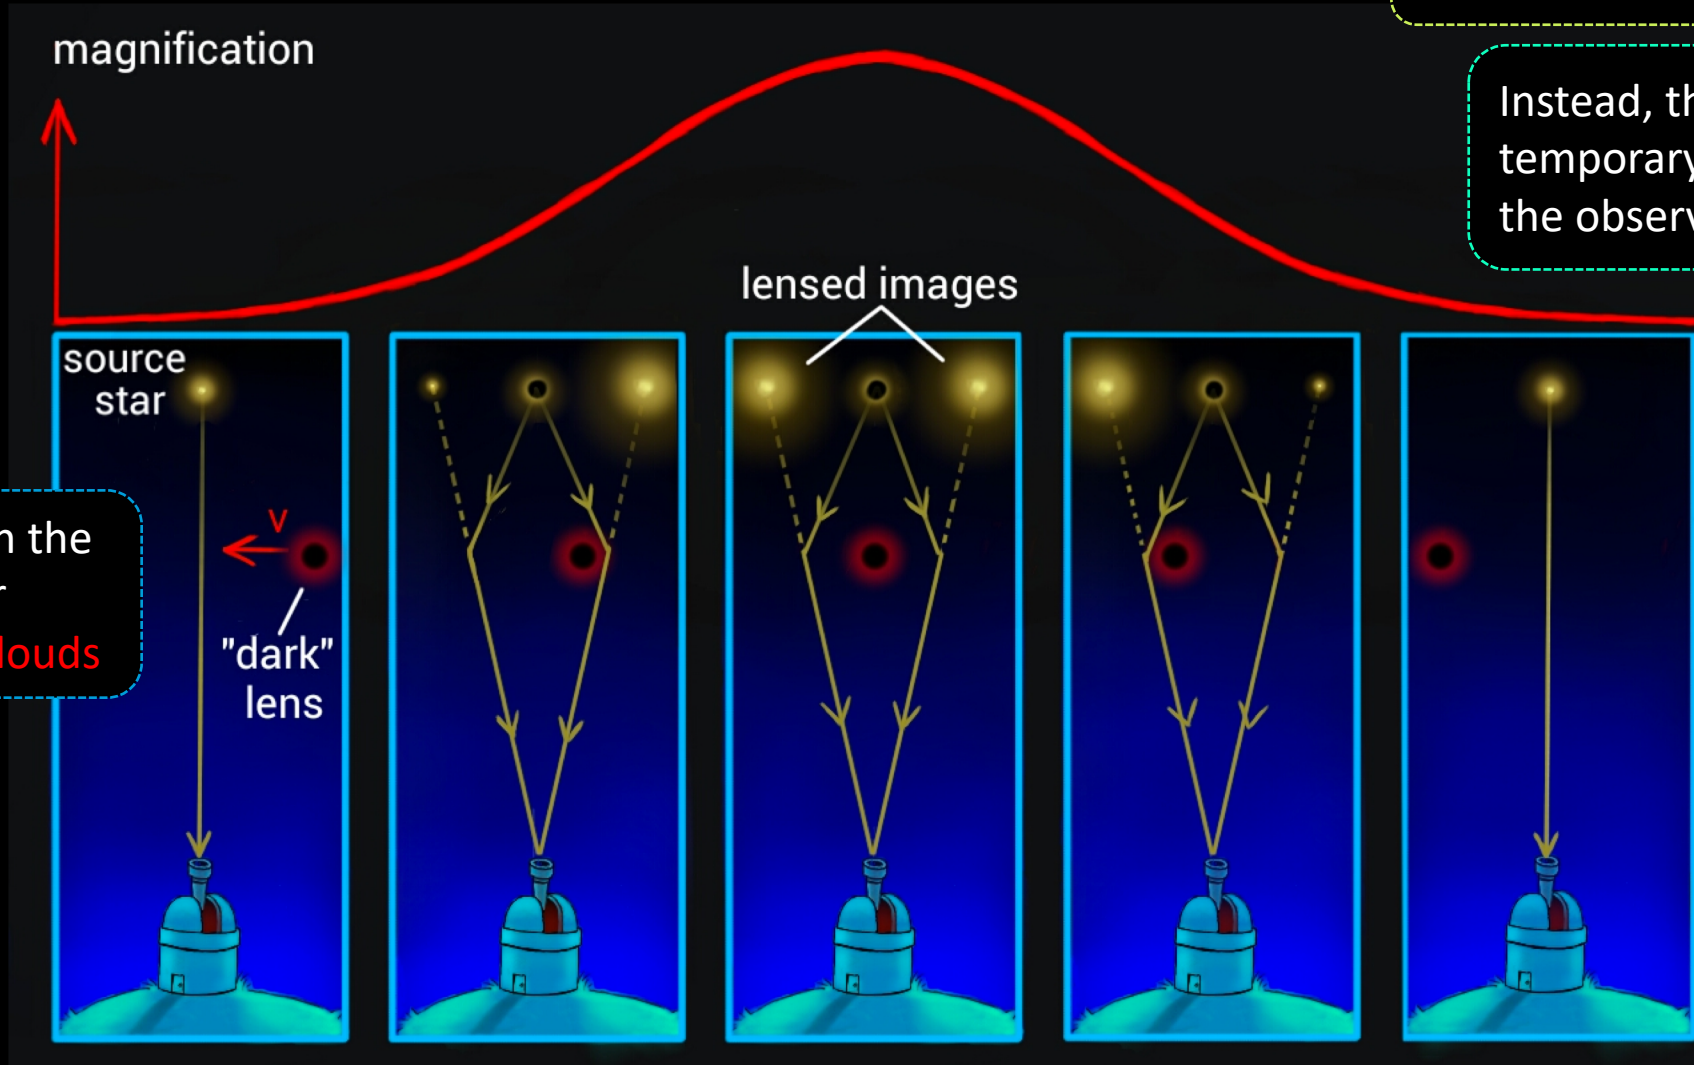 magnification
Instead, th
temporary
the observ
lensed images
source
star
v
n the
r
louds
"dark"
lens